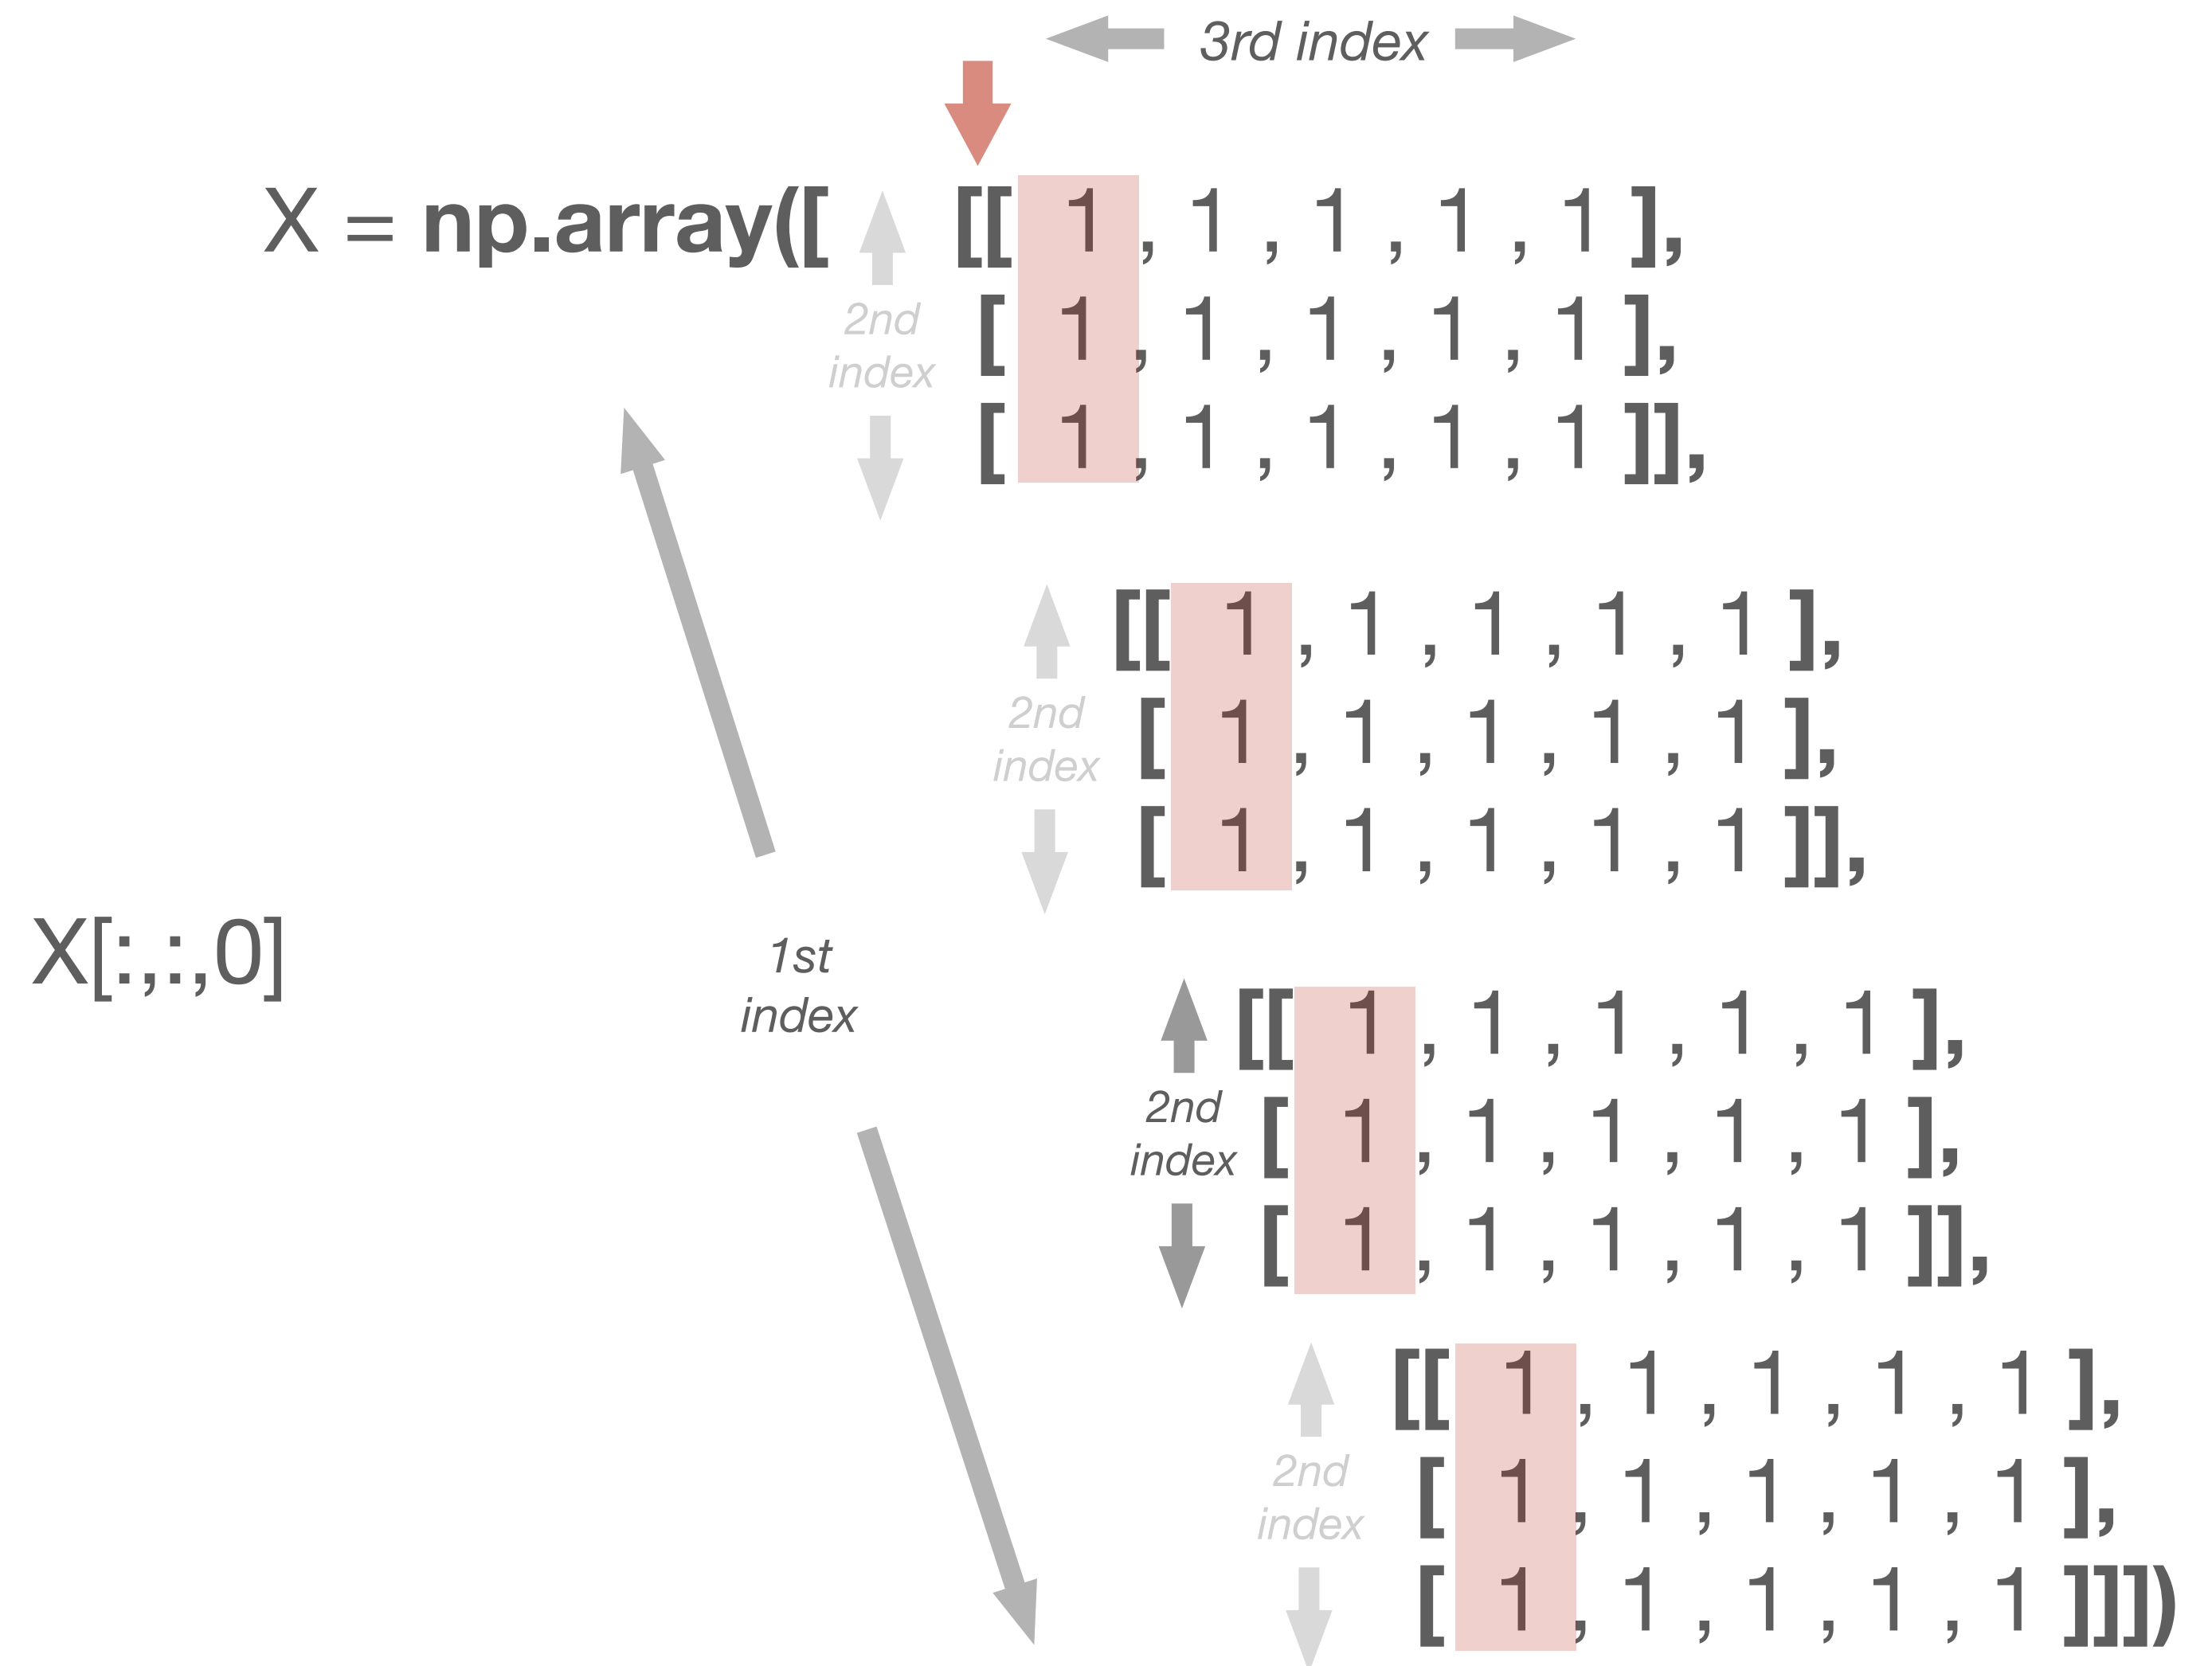 3rd index
X = np.array([ [[ 1 , 1 , 1 , 1 , 1 ],
2nd
index
[ 1 , 1 , 1 , 1 , 1 ],
[ 1 , 1 , 1 , 1 , 1 ]],
[[ 1 , 1 , 1 , 1 , 1 ],
2nd
index
[ 1 , 1 , 1 , 1 , 1 ],
[ 1 , 1 , 1 , 1 , 1 ]],
X[:,:,0]
1st
index
[[ 1 , 1 , 1 , 1 , 1 ],
2nd
index
[ 1 , 1 , 1 , 1 , 1 ],
[ 1 , 1 , 1 , 1 , 1 ]],
[[ 1 , 1 , 1 , 1 , 1 ],
2nd
index
[ 1 , 1 , 1 , 1 , 1 ],
[ 1 , 1 , 1 , 1 , 1 ]]])